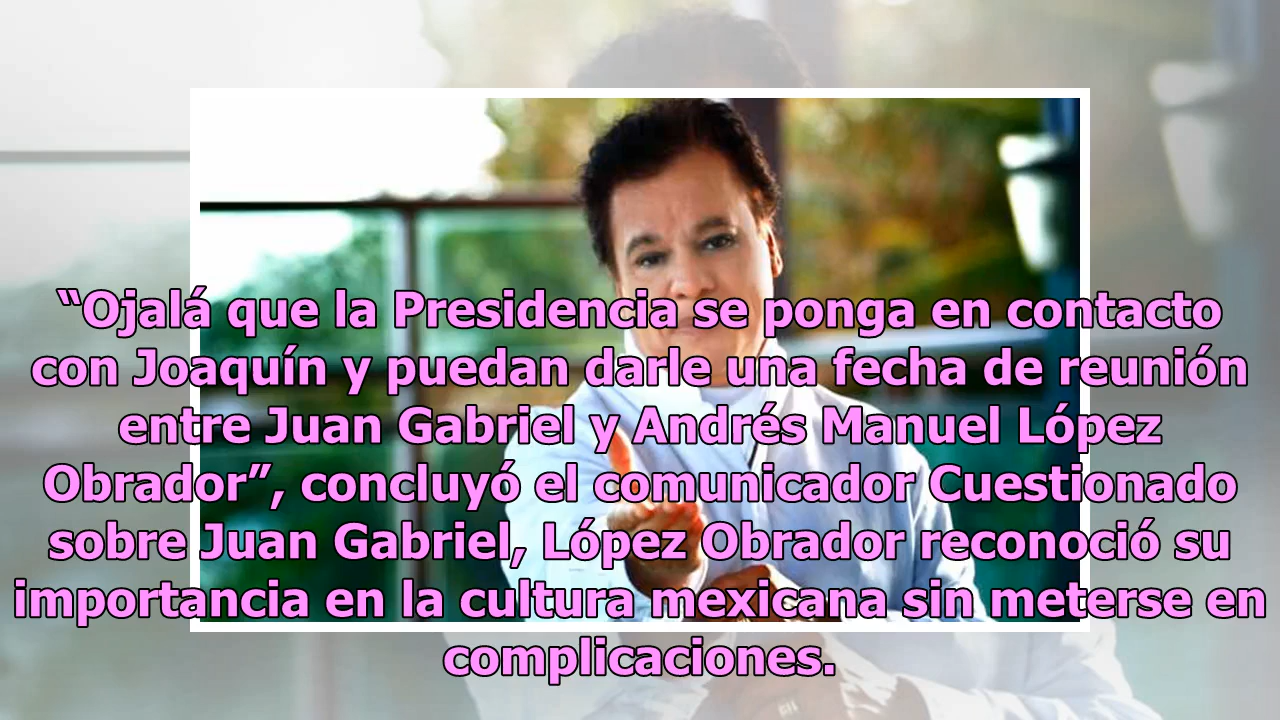 “Ojalá que la Presidencia se ponga en contacto
con Joaquín y puedan darle una fecha de reunión
entre Juan Gabriel y Andrés Manuel López
Obrador”, concluyó el comunicador Cuestionado
sobre Juan Gabriel, López Obrador reconoció su
importancia en la cultura mexicana sin meterse en
complicaciones.